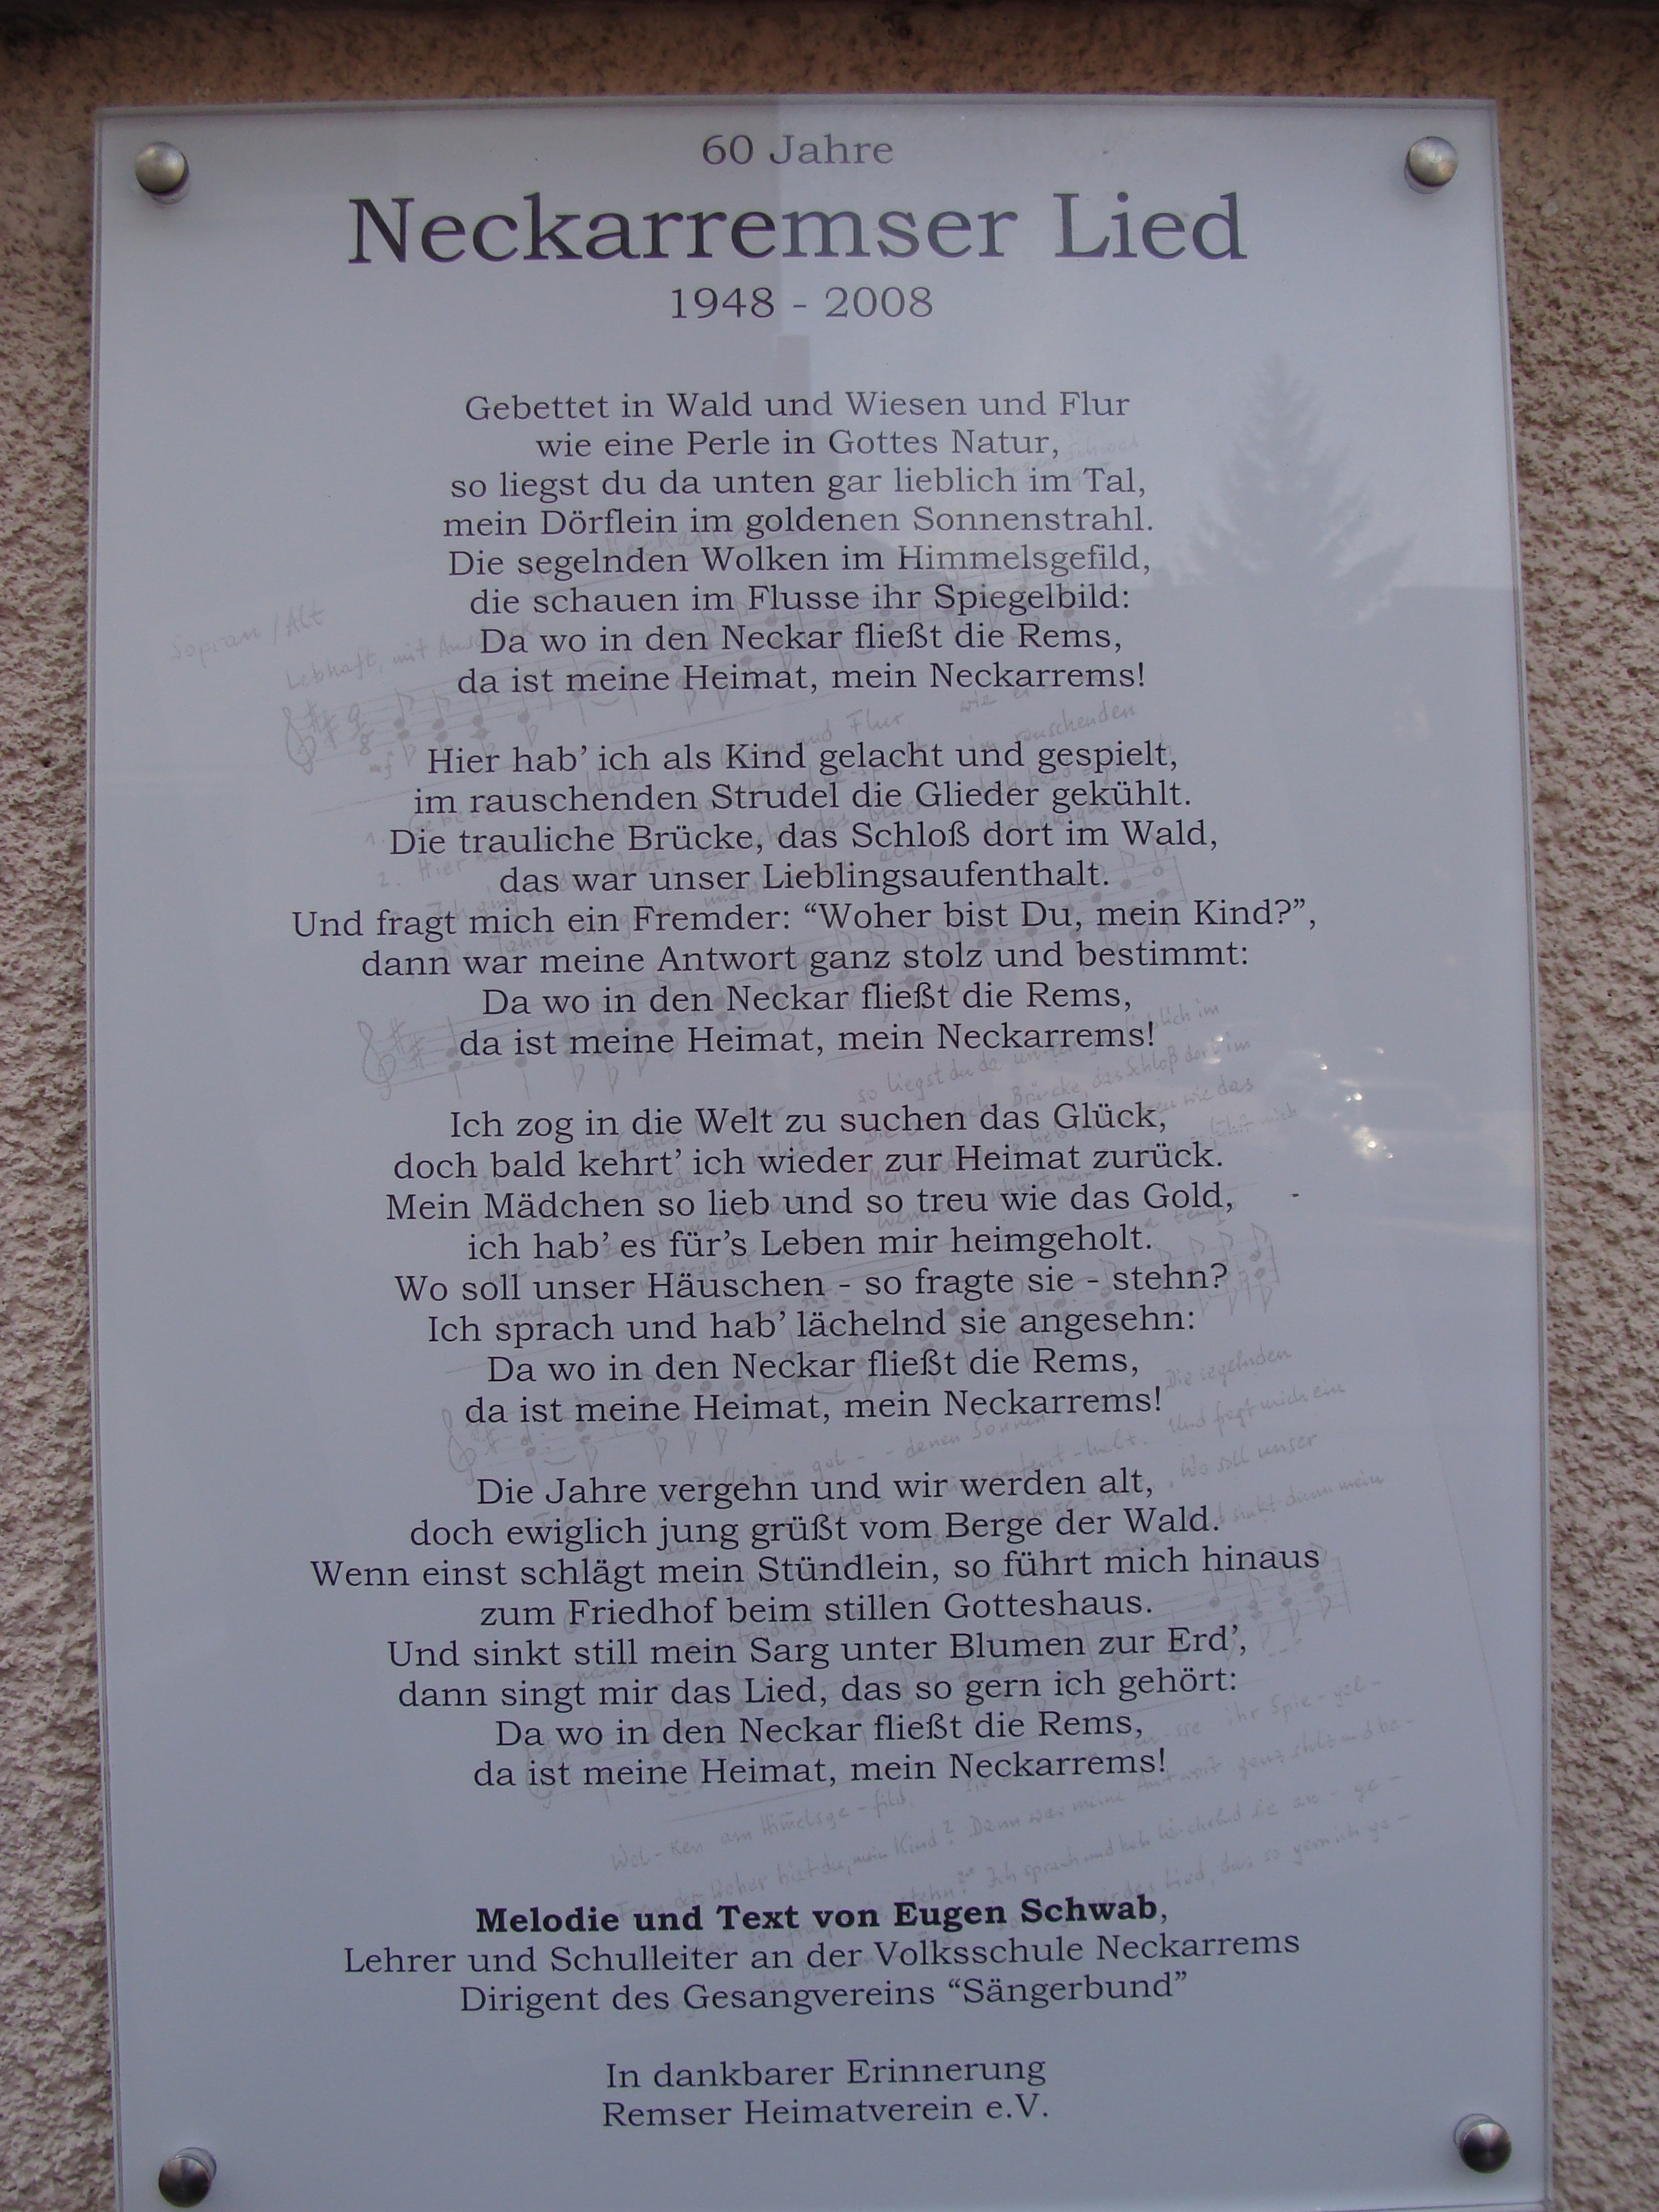 60 Jahre
Neckarremser Lied
1948 - 2008
Gebettet in Wald und Wiesen und Flur
wie eine Perle in Gottes Natur,
so liegst du da unten gar lieblich im Tal,
mein Dörflein im goldenen Sonnenstrahl.
Die segelnden Wolken im Himmelsgefild,
die schauen im Flusse ihr Spiegelbild:
Da wo in den Neckar fließt die Rems,
da ist meine Heimat, mein Neckarrems!
Hier hab’ ich als Kind gelacht und gespielt,
im rauschenden Strudel die Glieder gekühlt.
Die trauliche Brücke, das Schloß dort im Wald,
das war unser Lieblingsaufenthalt.
Und fragt mich ein Fremder: “Woher bist Du, mein Kind?”,
dann war meine Antwort ganz stolz und bestimmt:
Da wo in den Neckar fließt die Rems,
da ist meine Heimat, mein Neckarrems!
Ich zog in die Welt zu suchen das Glück,
doch bald kehrt’ ich wieder zur Heimat zurück.
Mein Mädchen so lieb und so treu wie das Gold,
ich hab’ es für’s Leben mir heimgeholt.
Wo soll unser Häuschen - so fragte sie - stehn?
Ich sprach und hab’ lächelnd sie angesehn:
Da wo in den Neckar fließt die Rems,
da ist meine Heimat, mein Neckarrems!
Die Jahre vergehn und wir werden alt,
doch ewiglich jung grüßt vom Berge der Wald.
Wenn einst schlägt mein Stündlein, so führt mich hinaus
zum Friedhof beim stillen Gotteshaus.
Und sinkt still mein Sarg unter Blumen zur Erd’,
dann singt mir das Lied, das so gern ich gehört:
Da wo in den Neckar fließt die Rems,
da ist meine Heimat, mein Neckarrems!
Melodie und Text von Eugen Schwab,
Lehrer und Schulleiter an der Volksschule Neckarrems
Dirigent des Gesangvereins “Sängerbund”
In dankbarer Erinnerung
Remser Heimatverein e.V.
Sopran / Alt
Lebhaft, mit